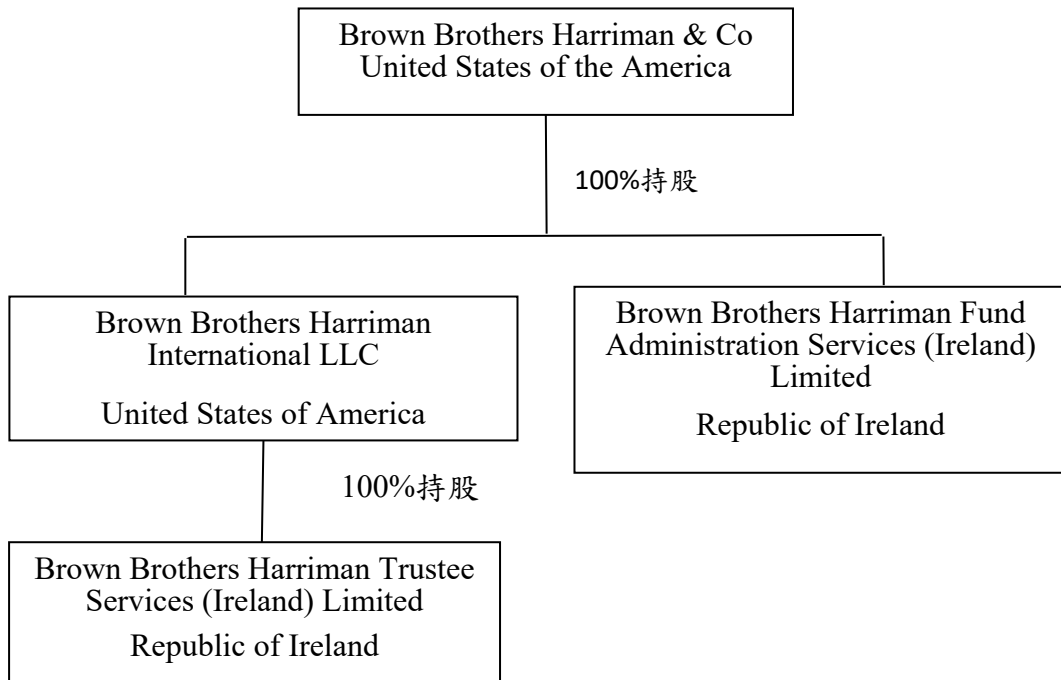 Brown Brothers Harriman & Co
United States of the America
100%持股
Brown Brothers Harriman
International LLC
United States of America
Brown Brothers Harriman Fund
Administration Services (Ireland)
Limited
Republic of Ireland
100%持股
Brown Brothers Harriman Trustee
Services (Ireland) Limited
Republic of Ireland